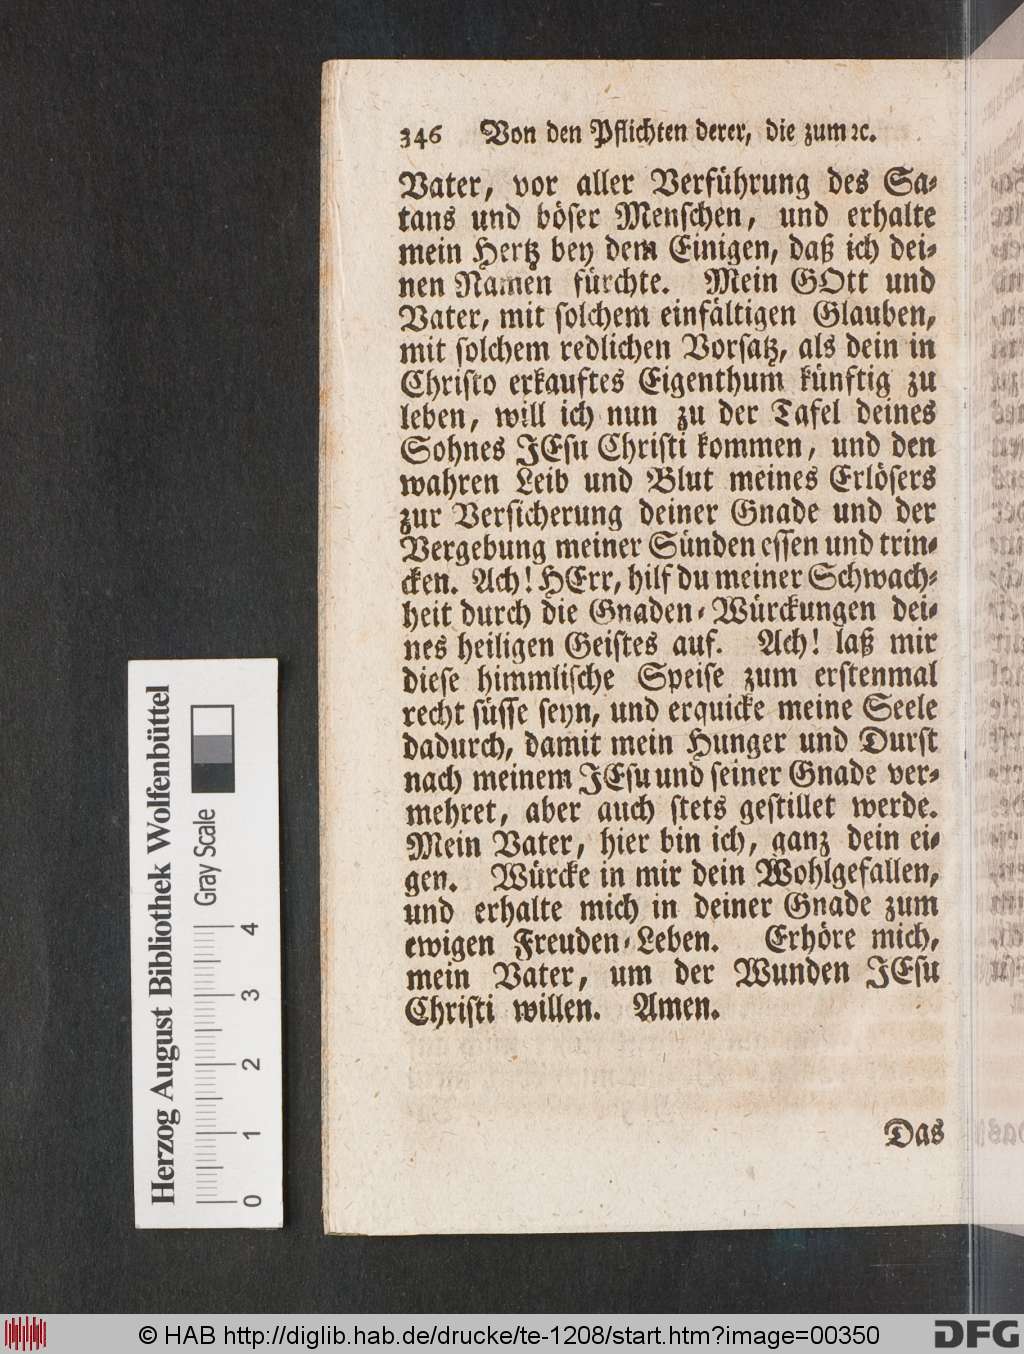 346 Von den Pflichten derer, die zum ꝛc.
Vater, vor aller Verführung des Sa-
tans und böser Menschen, und erhalte
mein Hertz bey dem Einigen, daß ich dei-
nen Namen fürchte. Mein GOtt und
Vater, mit solchem einfältigen Glauben,
mit solchem redlichen Vorsatz, als dein in
Christo erkauftes Eigenthum künftig zu
leben, will ich nun zu der Tafel deines
Sohnes JEsu Christi kommen, und den
wahren Leib und Blut meines Erlösers
zur Versicherung deiner Gnade und der
Vergebung meiner Sünden essen und trin-
cken. Ach! HErr, hilf du meiner Schwach-
heit durch die Gnaden-Würckungen dei-
nes heiligen Geistes auf. Ach! laß mir
diese himmlische Speise zum erstenmal
recht süsse seyn, und erquicke meine Seele
dadurch, damit mein Hunger und Durst
nach meinem JEsu und seiner Gnade ver-
mehret, aber auch stets gestillet werde.
Mein Vater, hier bin ich, ganz dein ei-
gen. Würcke in mir dein Wohlgefallen,
und erhalte mich in deiner Gnade zum
ewigen Freuden-Leben. Erhöre mich,
mein Vater, um der Wunden JEsu
Christi willen. Amen.
Das
Herzog August Bibliothek Wolfenbüttel
Gray Scale
0 1 2 3 4
© HAB http://diglib.hab.de/drucke/te-1208/start.htm?image=00350
DFG